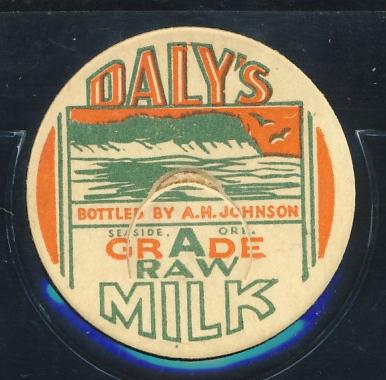 DALY'S
BOTTLED BY A.H. JOHNSON
SEASIDE, ORE.
GRADE A
RAW
MILK